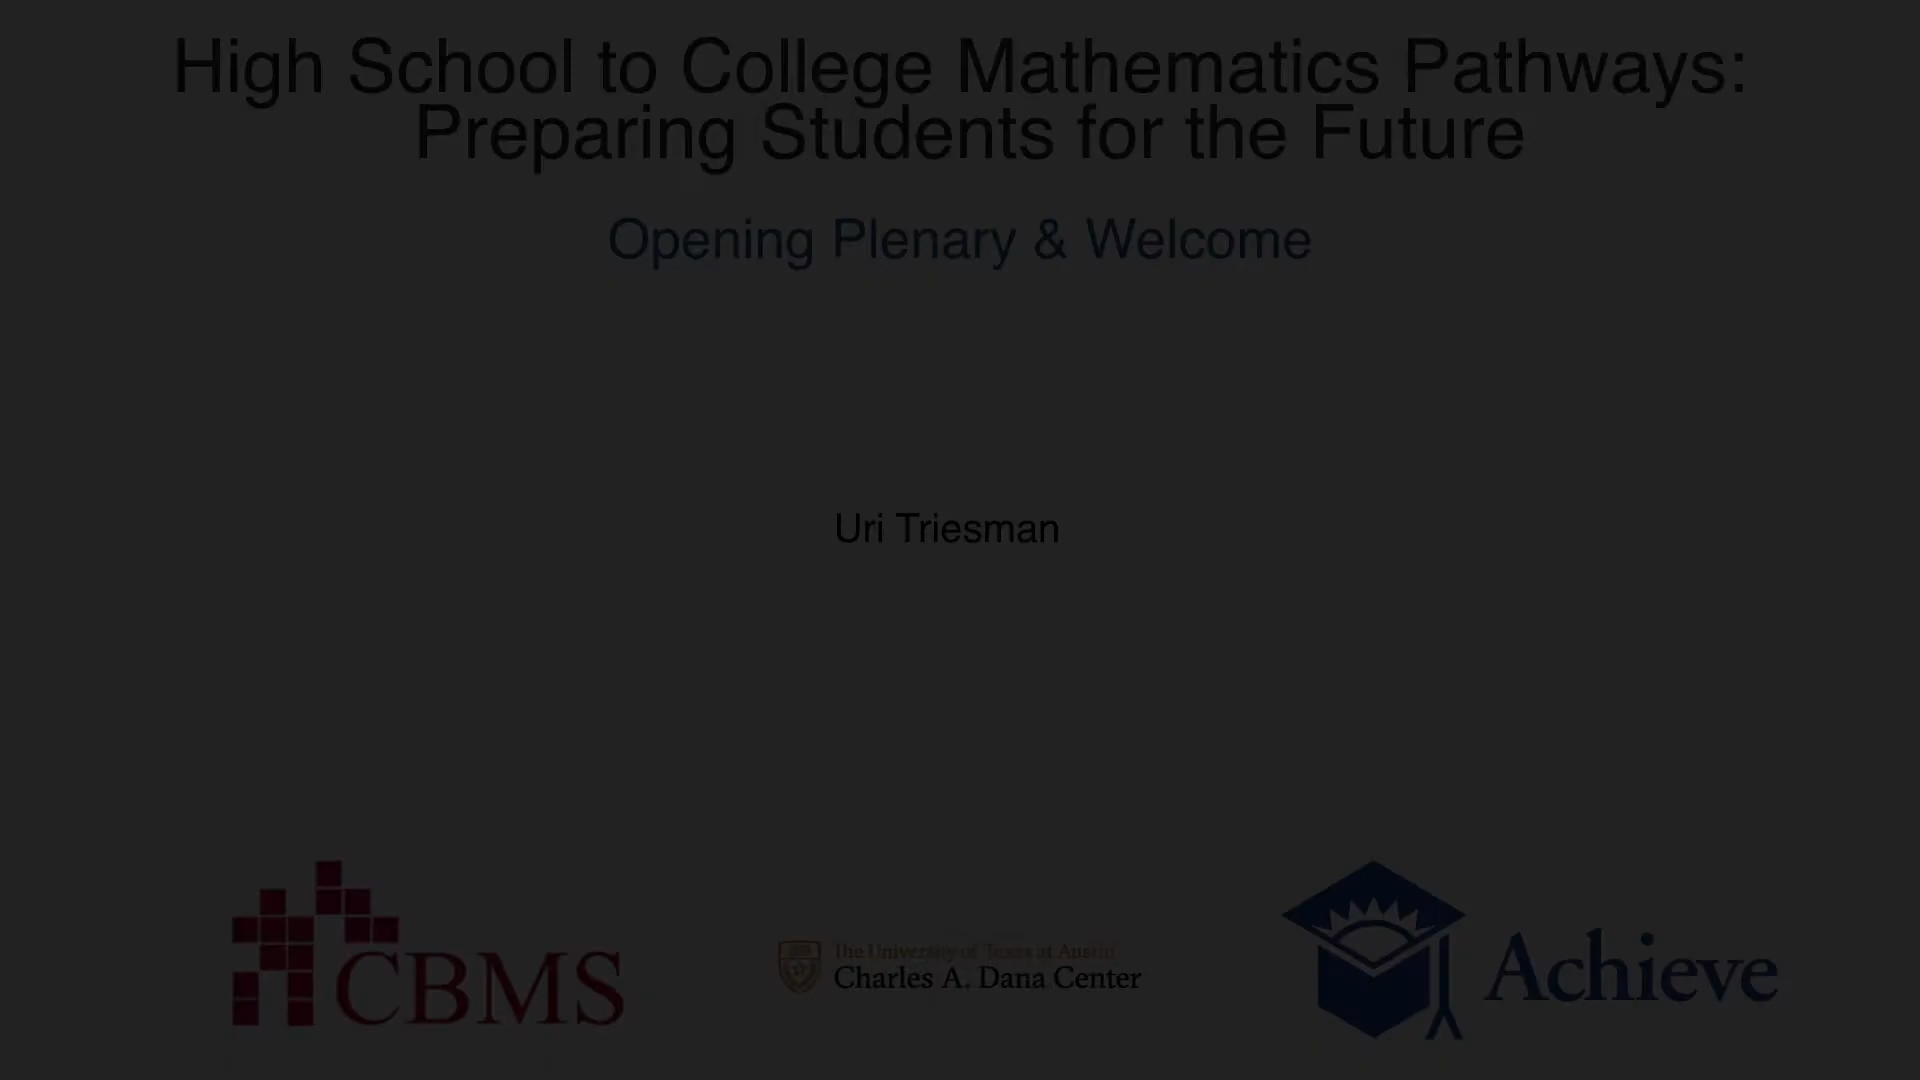 High School to College Mathematics Pathways:
Preparing Students for the Future
Opening Plenary & Welcome
Uri Triesman
CBMS
The University of Texas at Austin
Charles A. Dana Center
Achieve